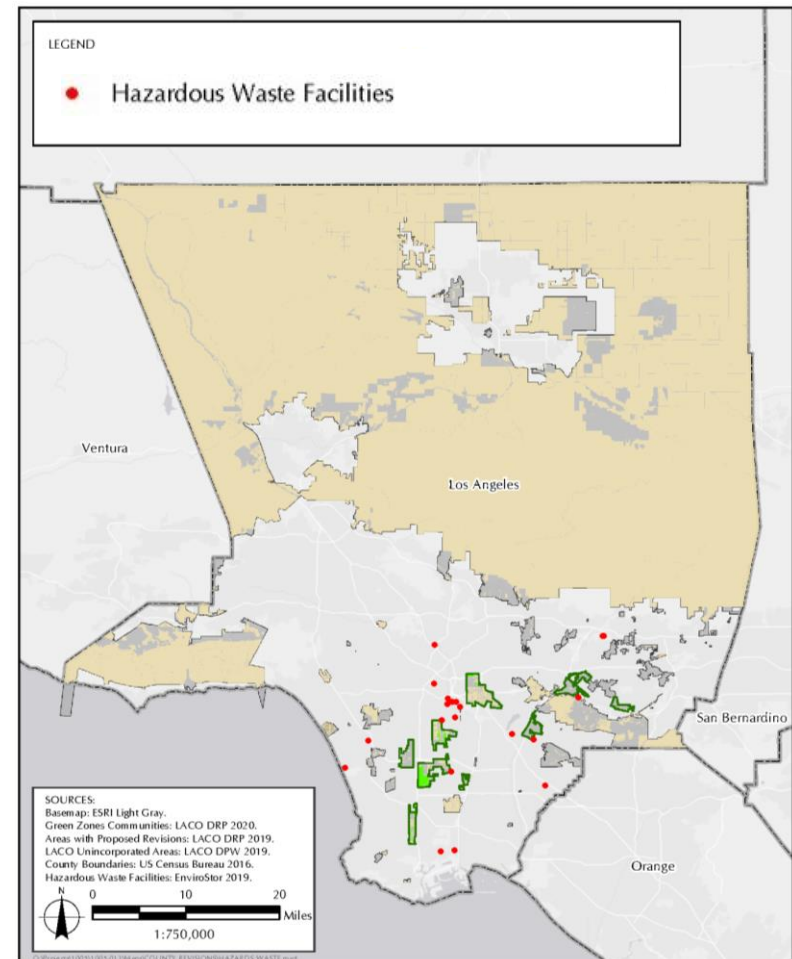 LEGEND
Hazardous Waste Facilities
Ventura
Los Angeles
San Bernardino
Orange
SOURCES:
Basemap: ESRI Light Gray.
Green Zones Communities: LACO DRP 2020.
Areas with Proposed Revisions: LACO DRP 2019.
LACO Unincorporated Areas: LACO DPW 2019.
County Boundaries: US Census Bureau 2016.
Hazardous Waste Facilities: EnviroStor 2019.
N
0 10 20
Miles
1:750,000